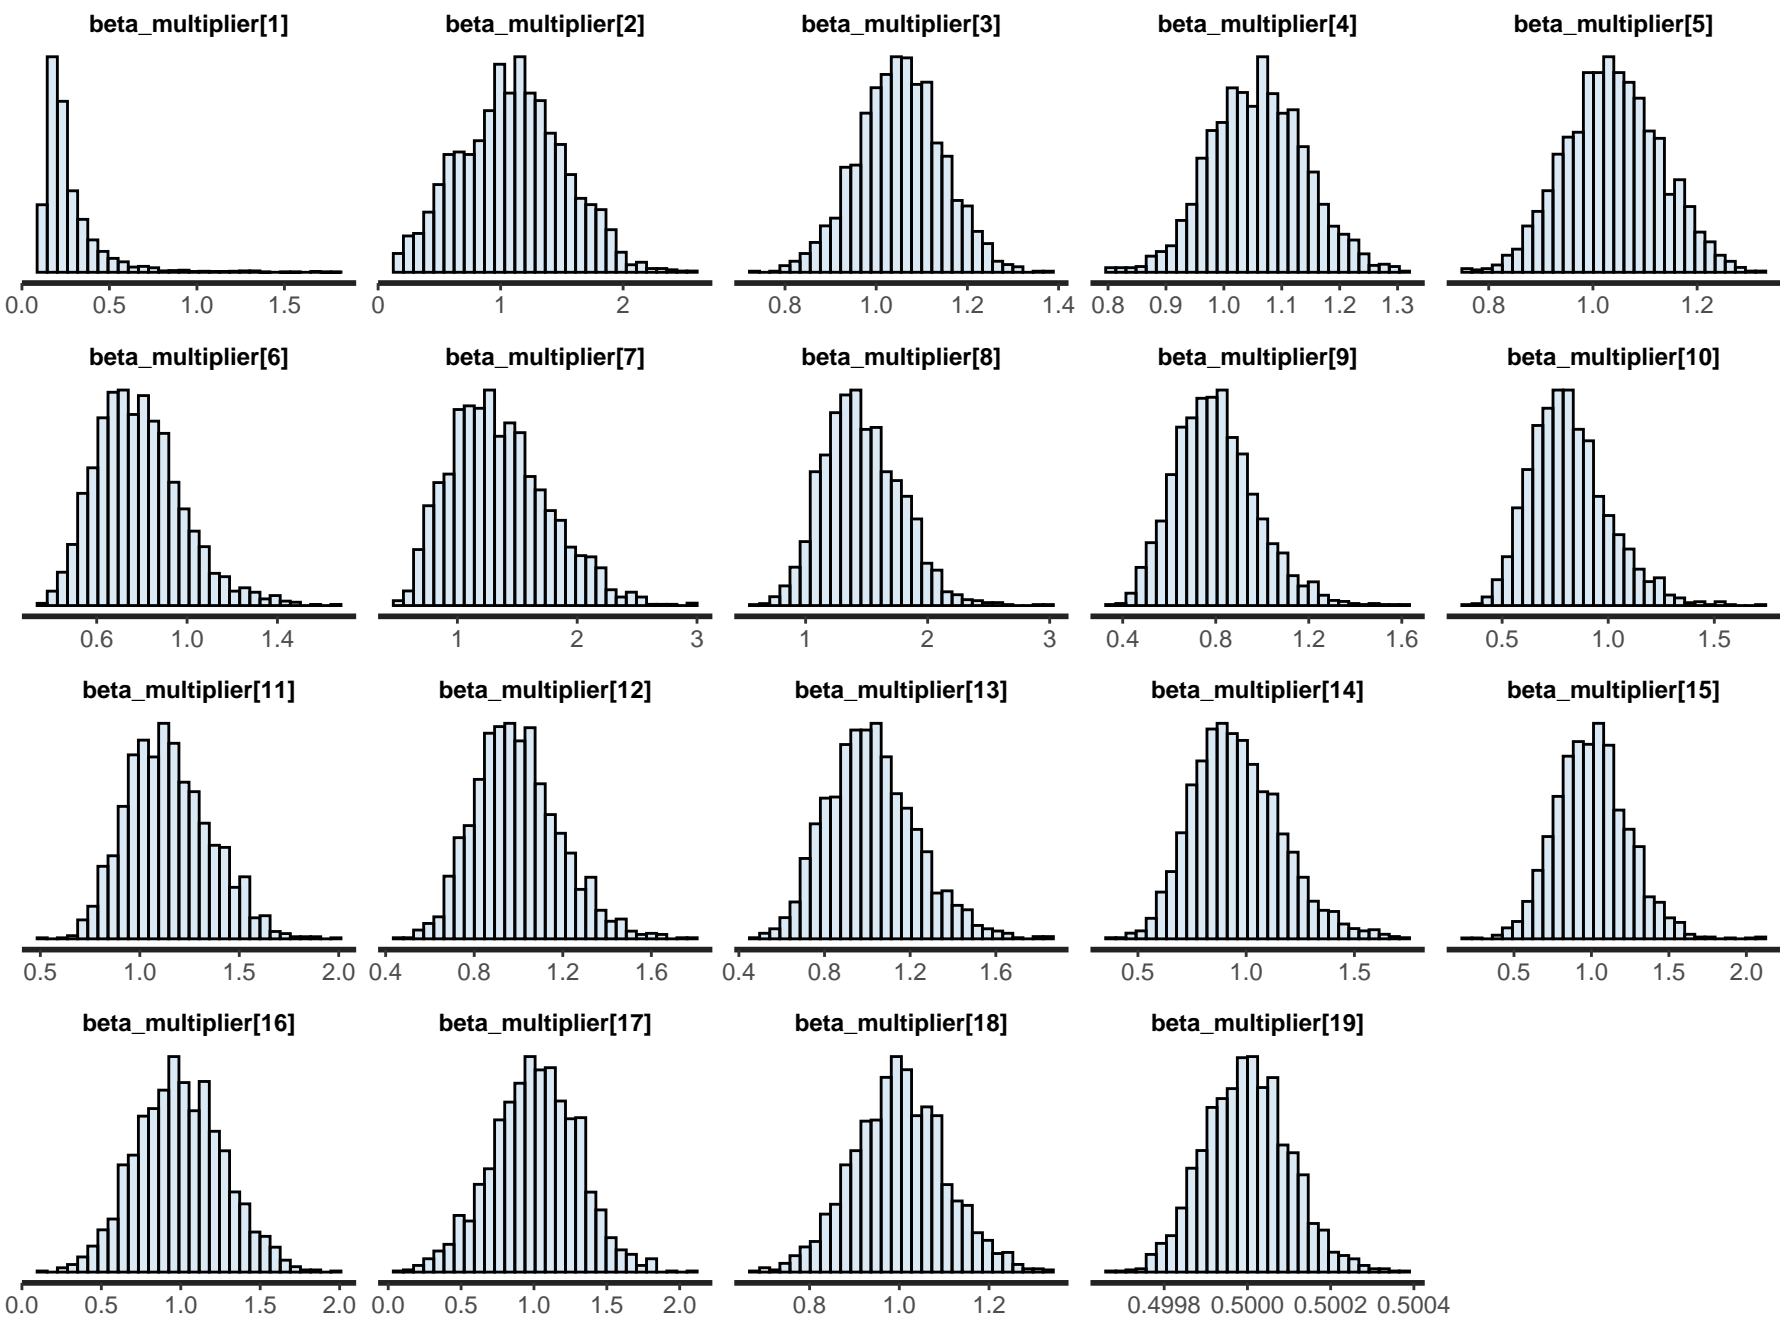 beta_multiplier[1] beta_multiplier[2] beta_multiplier[3] beta_multiplier[4] beta_multiplier[5]
0.0 0.5 1.0 1.5 0 1 2 0.8 1.0 1.2 1.4 0.8 0.9 1.0 1.1 1.2 1.3 0.8 1.0 1.2
beta_multiplier[6] beta_multiplier[7] beta_multiplier[8] beta_multiplier[9] beta_multiplier[10]
0.6 1.0 1.4 1 2 3 1 2 3 0.4 0.8 1.2 1.6 0.5 1.0 1.5
beta_multiplier[11] beta_multiplier[12] beta_multiplier[13] beta_multiplier[14] beta_multiplier[15]
0.5 1.0 1.5 2.0 0.4 0.8 1.2 1.6 0.4 0.8 1.2 1.6 0.5 1.0 1.5 0.5 1.0 1.5 2.0
beta_multiplier[16] beta_multiplier[17] beta_multiplier[18] beta_multiplier[19]
0.0 0.5 1.0 1.5 2.0 0.0 0.5 1.0 1.5 2.0 0.8 1.0 1.2 0.4998 0.5000 0.5002 0.5004